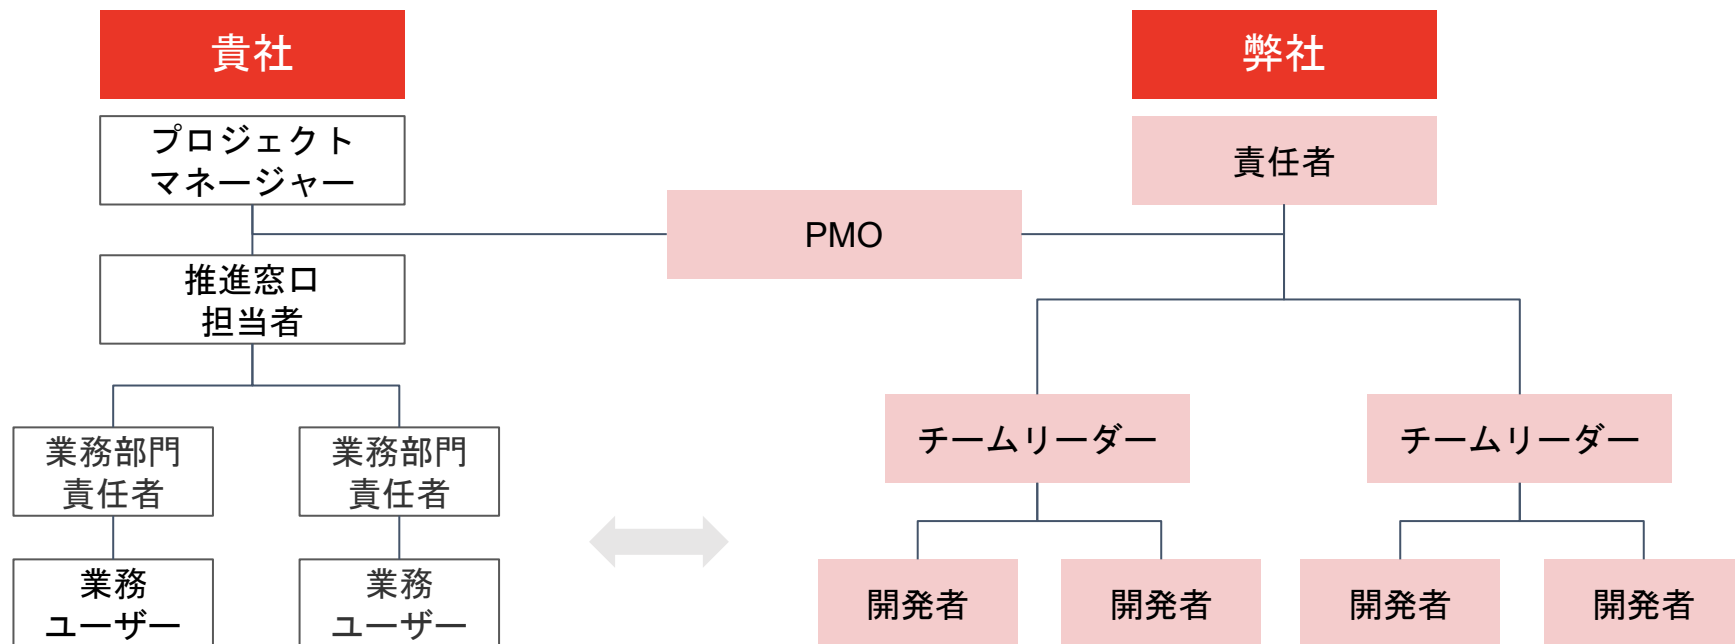 貴社
弊社
プロジェクト
マネージャー
責任者
PMO
推進窓口
担当者
チームリーダー
チームリーダー
業務部門
責任者
業務部門
責任者
業務
ユーザー
業務
ユーザー
開発者
開発者
開発者
開発者